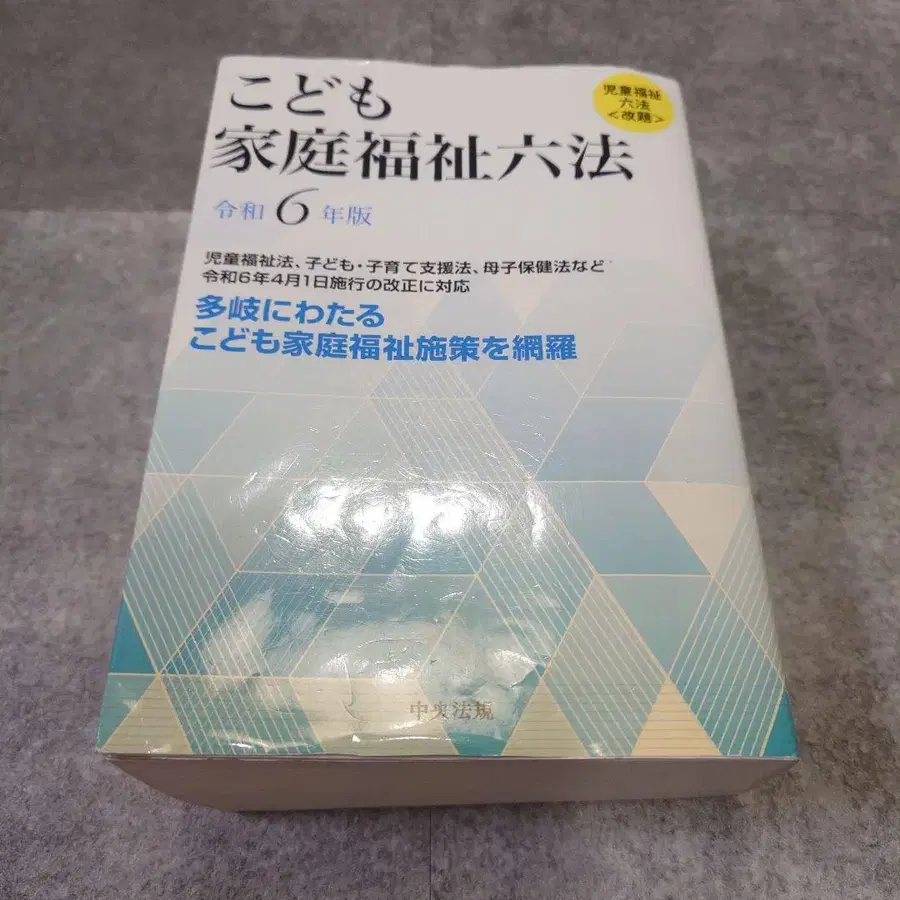 こども
家庭福祉六法
児童福祉
六法
<改題>
令和6年版
児童福祉法、子ども・子育て支援法、母子保健法など
令和6年4月1日施行の改正に対応
多岐にわたる
こども家庭福祉施策を網羅
中央法規